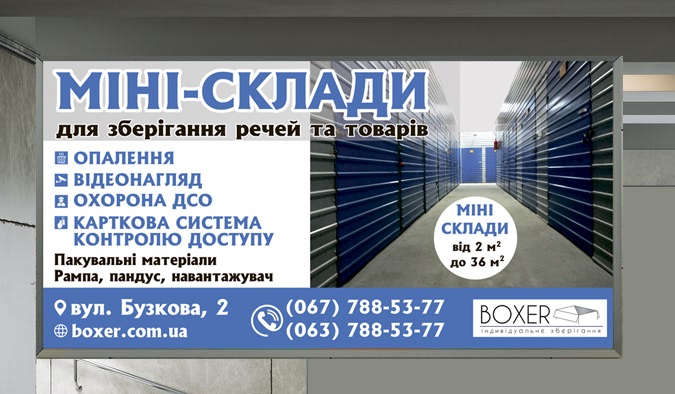 МІНІ-СКЛАДИ
для зберігання речей та товарів
ОПАЛЕННЯ
ВІДЕОНАГЛЯД
ОХОРОНА ДСО
КАРТКОВА СИСТЕМА
КОНТРОЛЮ ДОСТУПУ
Пакувальні матеріали
Рампа, пандус, навантажувач
МІНІ
СКЛАДИ
від 2 м²
до 36 м²
вул. Бузкова, 2
boxer.com.ua
(067) 788-53-77
(063) 788-53-77
BOXER
індивідуальне зберігання